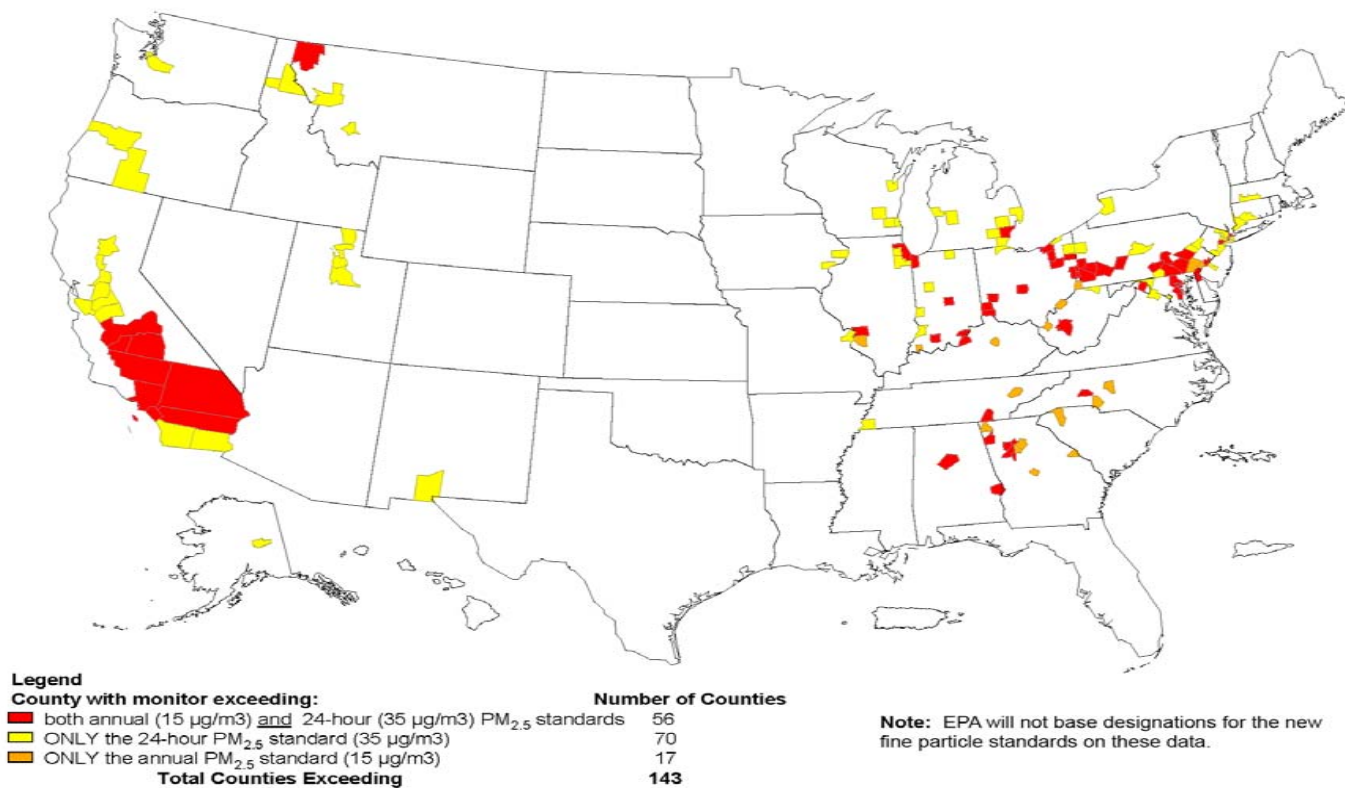 Legend
County with monitor exceeding: Number of Counties
both annual (15 µg/m3) and 24-hour (35 µg/m3) PM2.5 standards 56
ONLY the 24-hour PM2.5 standard (35 µg/m3) 70
ONLY the annual PM2.5 standard (15 µg/m3) 17
Total Counties Exceeding 143
Note: EPA will not base designations for the new
fine particle standards on these data.